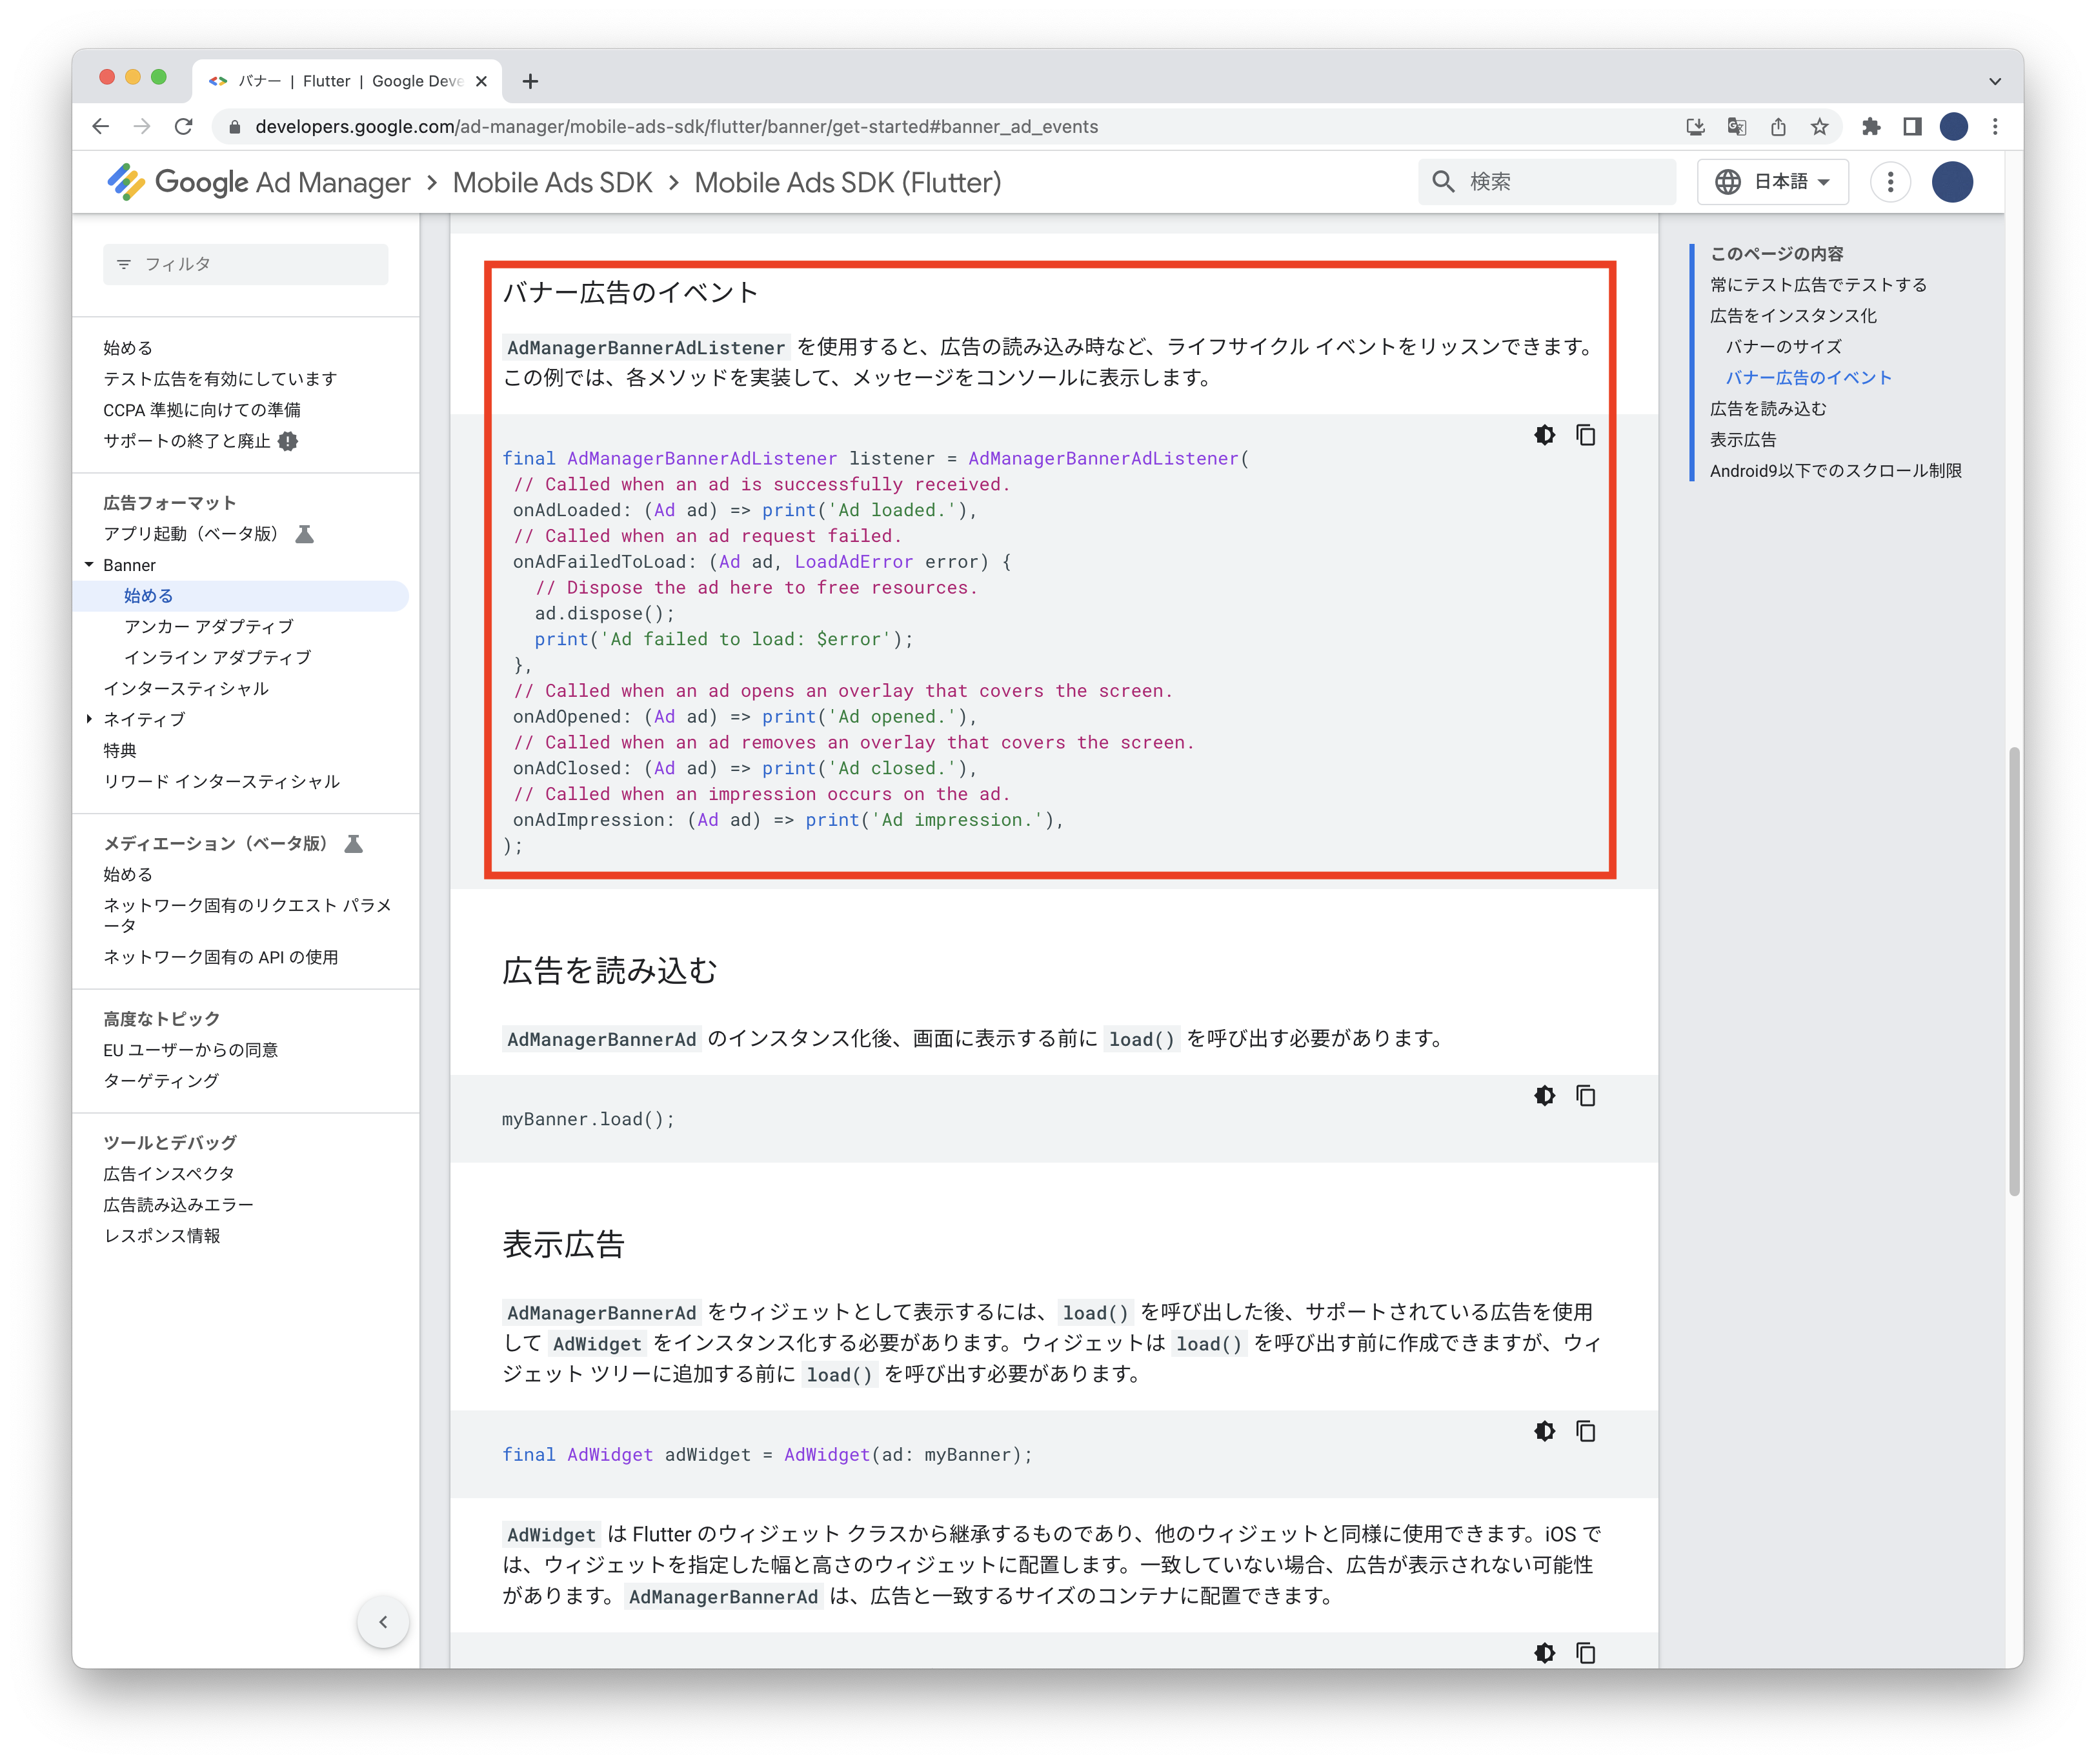 バナー | Flutter | Google Deve
developers.google.com/ad-manager/mobile-ads-sdk/flutter/banner/get-started#banner_ad_events
Google Ad Manager > Mobile Ads SDK > Mobile Ads SDK (Flutter)
検索
日本語
フィルタ
始める
テスト広告を有効にしています
CCPA 準拠に向けての準備
サポートの終了と廃止
広告フォーマット
アプリ起動（ベータ版）
Banner
始める
アンカー アダプティブ
インライン アダプティブ
インタースティシャル
ネイティブ
特典
リワード インタースティシャル
メディエーション（ベータ版）
始める
ネットワーク固有のリクエスト パラメ
ータ
ネットワーク固有の API の使用
高度なトピック
EU ユーザーからの同意
ターゲティング
ツールとデバッグ
広告インスペクタ
広告読み込みエラー
レスポンス情報
バナー広告のイベント
AdManagerBannerAdListener を使用すると、広告の読み込み時など、ライフサイクル イベントをリッスンできます。
この例では、各メソッドを実装して、メッセージをコンソールに表示します。
final AdManagerBannerAdListener listener = AdManagerBannerAdListener(
 // Called when an ad is successfully received.
 onAdLoaded: (Ad ad) => print('Ad loaded.'),
 // Called when an ad request failed.
 onAdFailedToLoad: (Ad ad, LoadAdError error) {
   // Dispose the ad here to free resources.
   ad.dispose();
   print('Ad failed to load: $error');
 },
 // Called when an ad opens an overlay that covers the screen.
 onAdOpened: (Ad ad) => print('Ad opened.'),
 // Called when an ad removes an overlay that covers the screen.
 onAdClosed: (Ad ad) => print('Ad closed.'),
 // Called when an impression occurs on the ad.
 onAdImpression: (Ad ad) => print('Ad impression.'),
);
広告を読み込む
AdManagerBannerAd のインスタンス化後、画面に表示する前に load() を呼び出す必要があります。
myBanner.load();
表示広告
AdManagerBannerAd をウィジェットとして表示するには、load() を呼び出した後、サポートされている広告を使用
して AdWidget をインスタンス化する必要があります。ウィジェットは load() を呼び出す前に作成できますが、ウィ
ジェット ツリーに追加する前に load() を呼び出す必要があります。
final AdWidget adWidget = AdWidget(ad: myBanner);
AdWidget は Flutter のウィジェット クラスから継承するものであり、他のウィジェットと同様に使用できます。iOS で
は、ウィジェットを指定した幅と高さのウィジェットに配置します。一致していない場合、広告が表示されない可能性
があります。AdManagerBannerAd は、広告と一致するサイズのコンテナに配置できます。
このページの内容
常にテスト広告でテストする
広告をインスタンス化
バナーのサイズ
バナー広告のイベント
広告を読み込む
表示広告
Android9以下でのスクロール制限